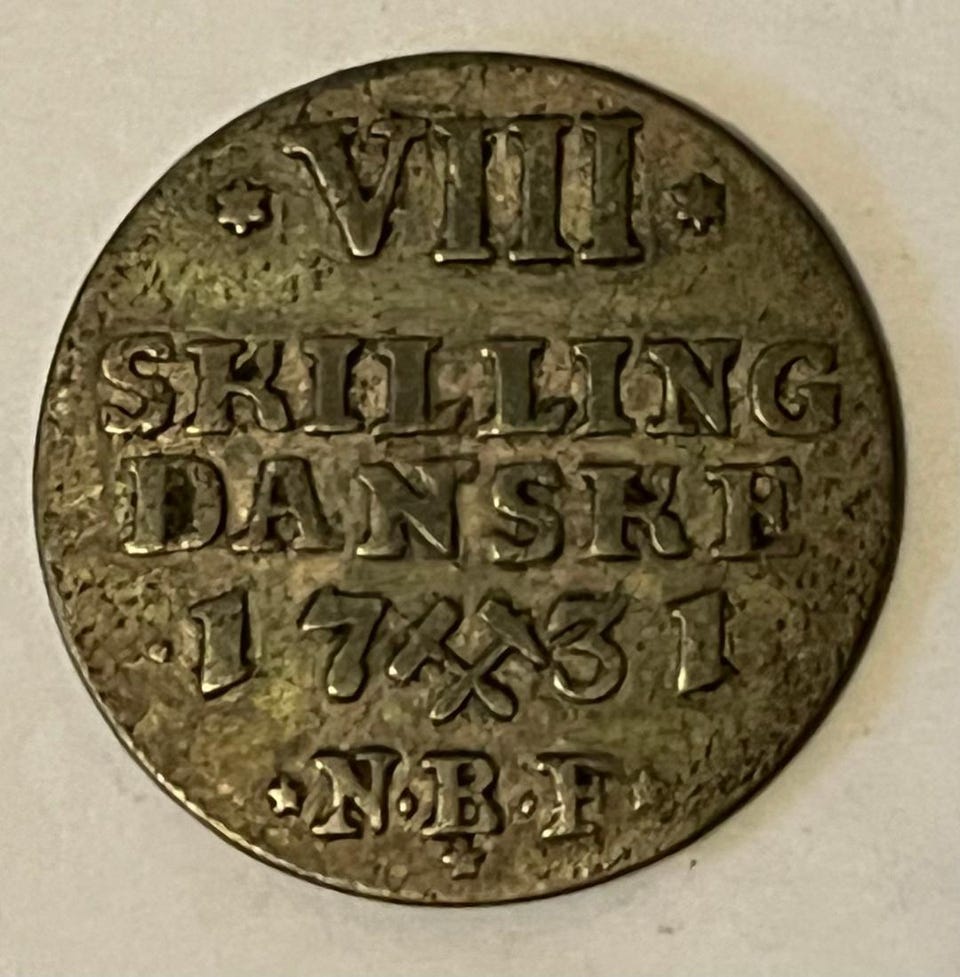 VIII
SKILLING
DANSKE
1731
N·B·F